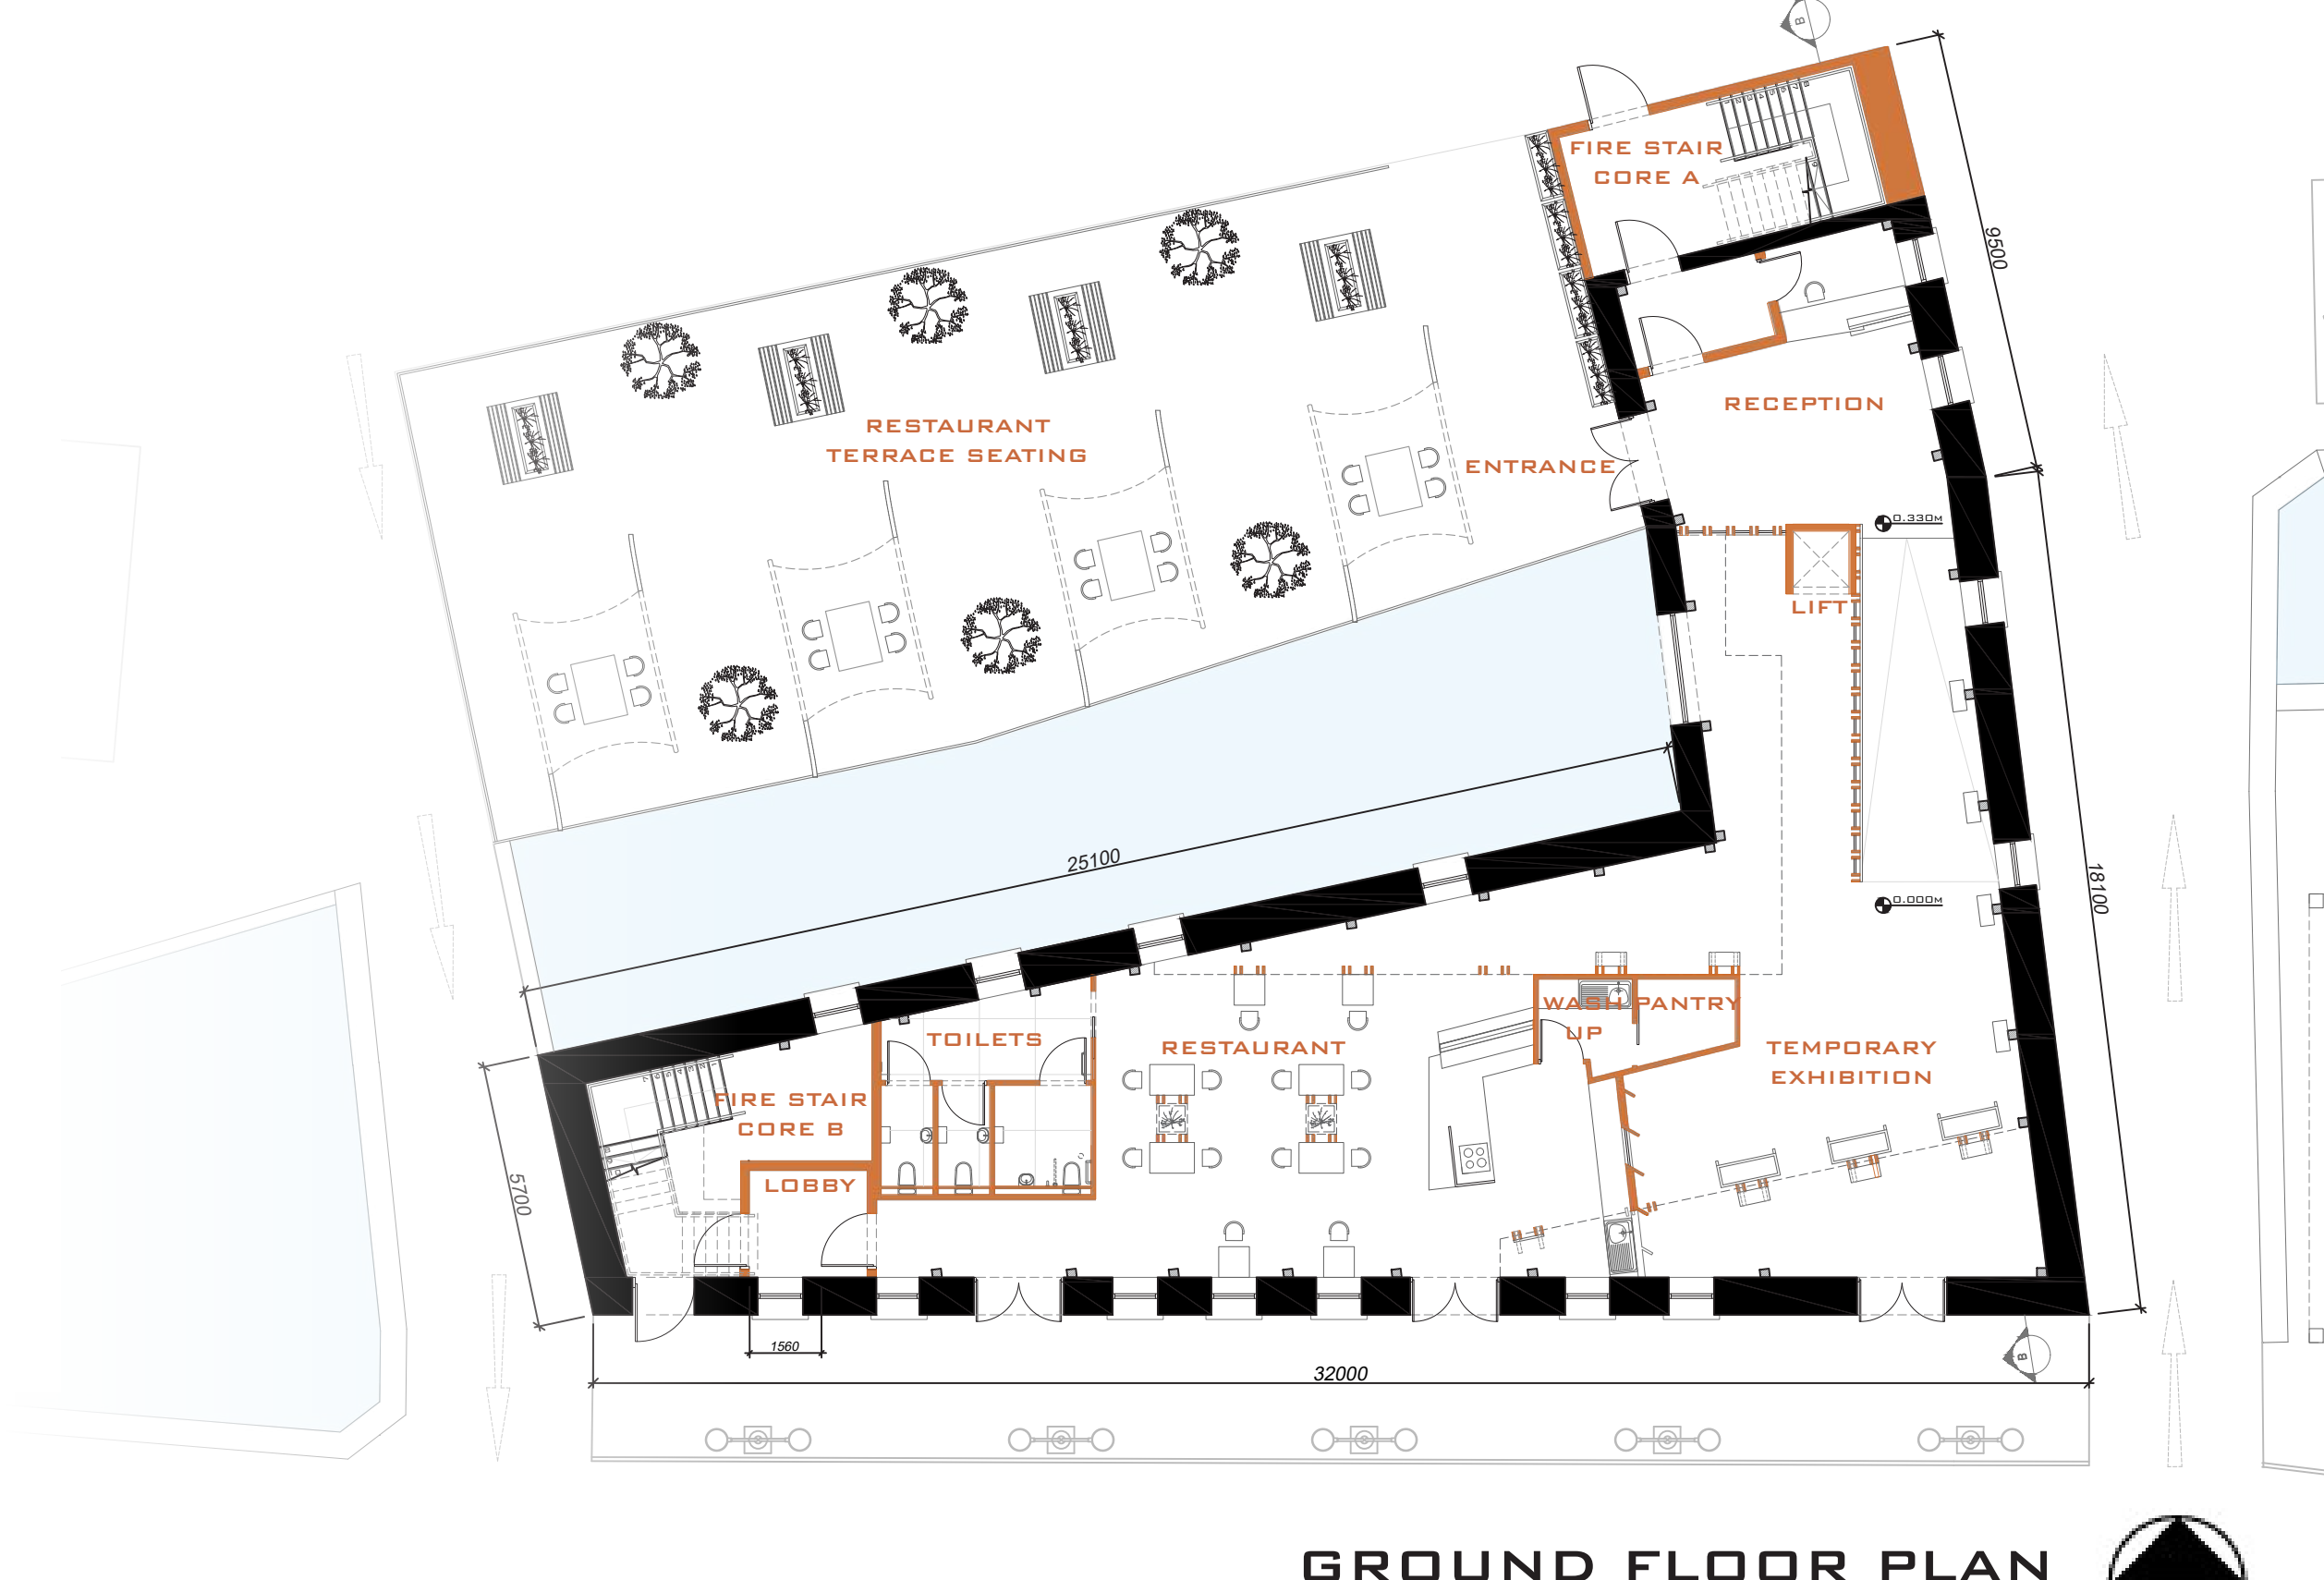 B
FIRE STAIR
CORE A
9500
RECEPTION
RESTAURANT
TERRACE SEATING
ENTRANCE
0.330M
LIFT
25100
18100
0.000M
WASH
UP
PANTRY
TOILETS
RESTAURANT
TEMPORARY
EXHIBITION
FIRE STAIR
CORE B
LOBBY
5700
1560
B
32000
GROUND FLOOR PLAN